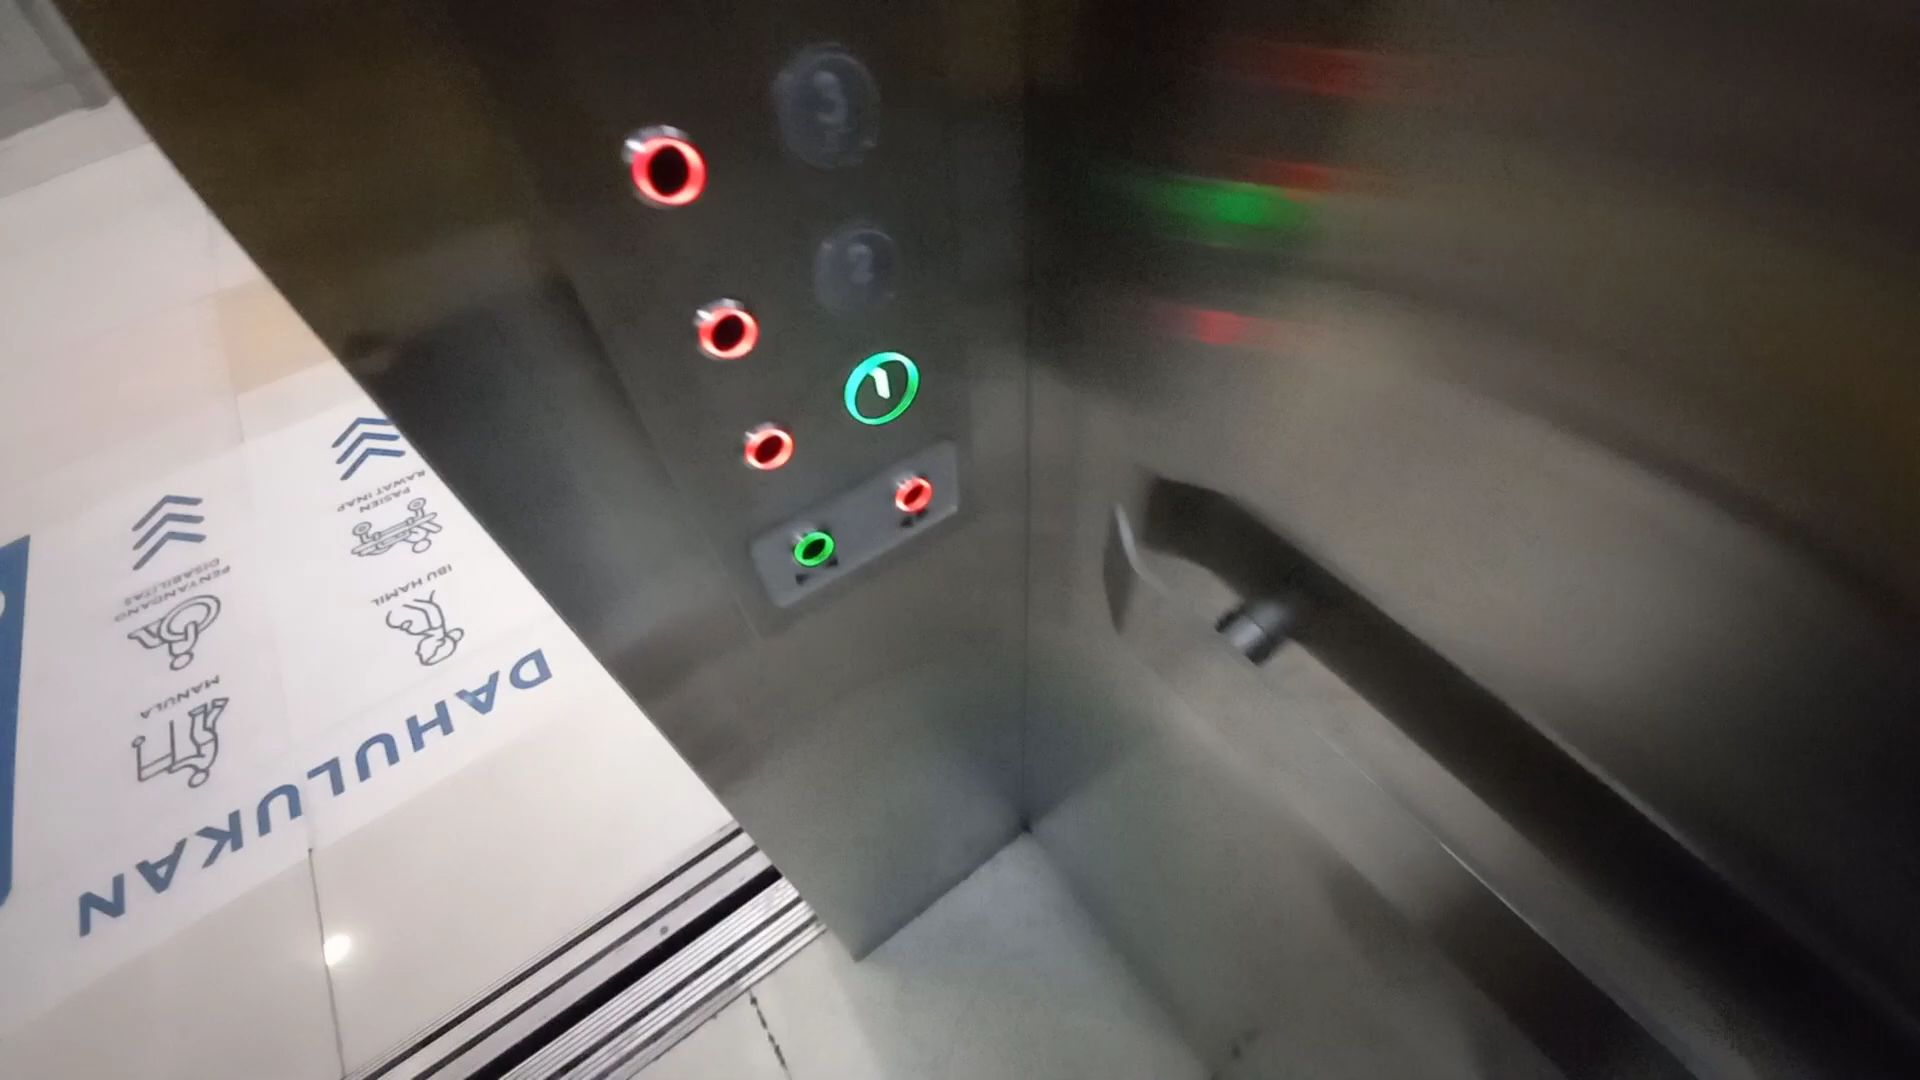 3
2
1
DAHULUKAN
MANULA
IBU HAMIL
PENYANDANG
DISABILITAS
PASIEN
RAWAT INAP